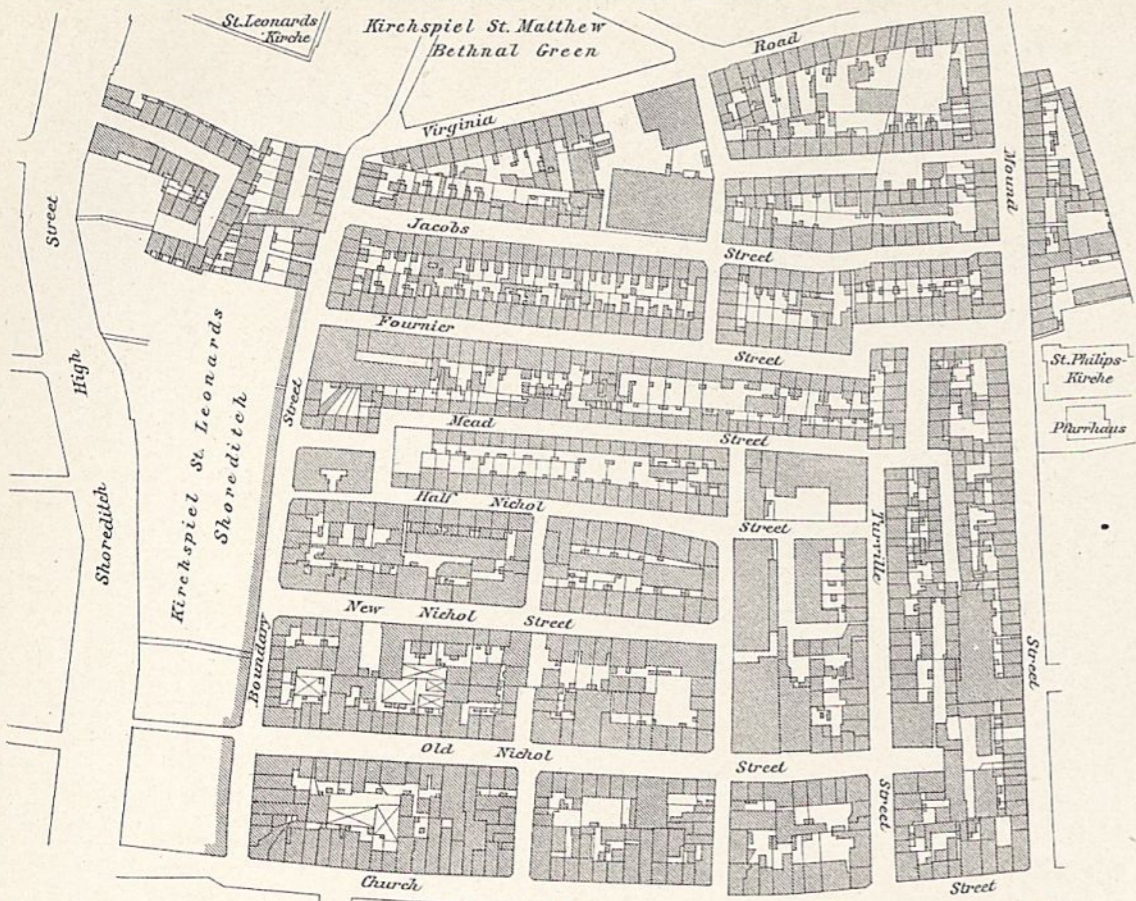 St. Leonards
Kirche
Kirchspiel St. Matthew
Bethnal Green
Road
Virginia
Mound
Street
Street
Jacobs
Street
High
Shoreditch
Street
Kirchspiel St. Leonards
Shoreditch
Boundary
Street
Fournier
Street
St. Philips-
Kirche
Pfarrhaus
Mead
Street
Half Nichol
Street
Turville
Street
New Nichol
Street
Old Nichol
Street
Church
Street